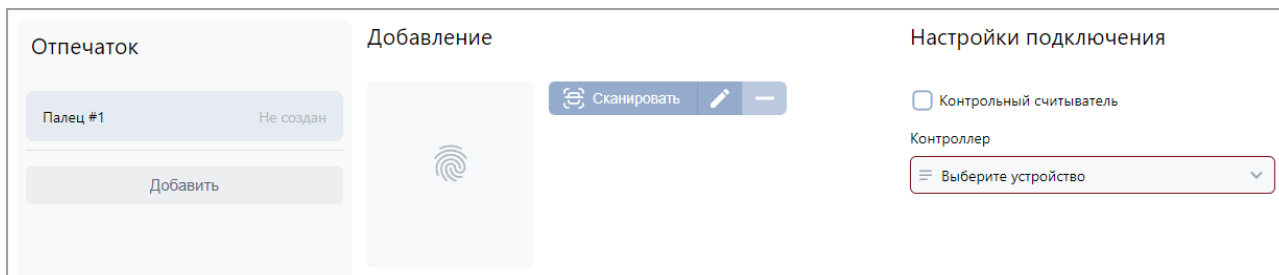 Отпечаток
Палец #1 Не создан
Добавить
Добавление
Сканировать
Настройки подключения
Контрольный считыватель
Контроллер
Выберите устройство